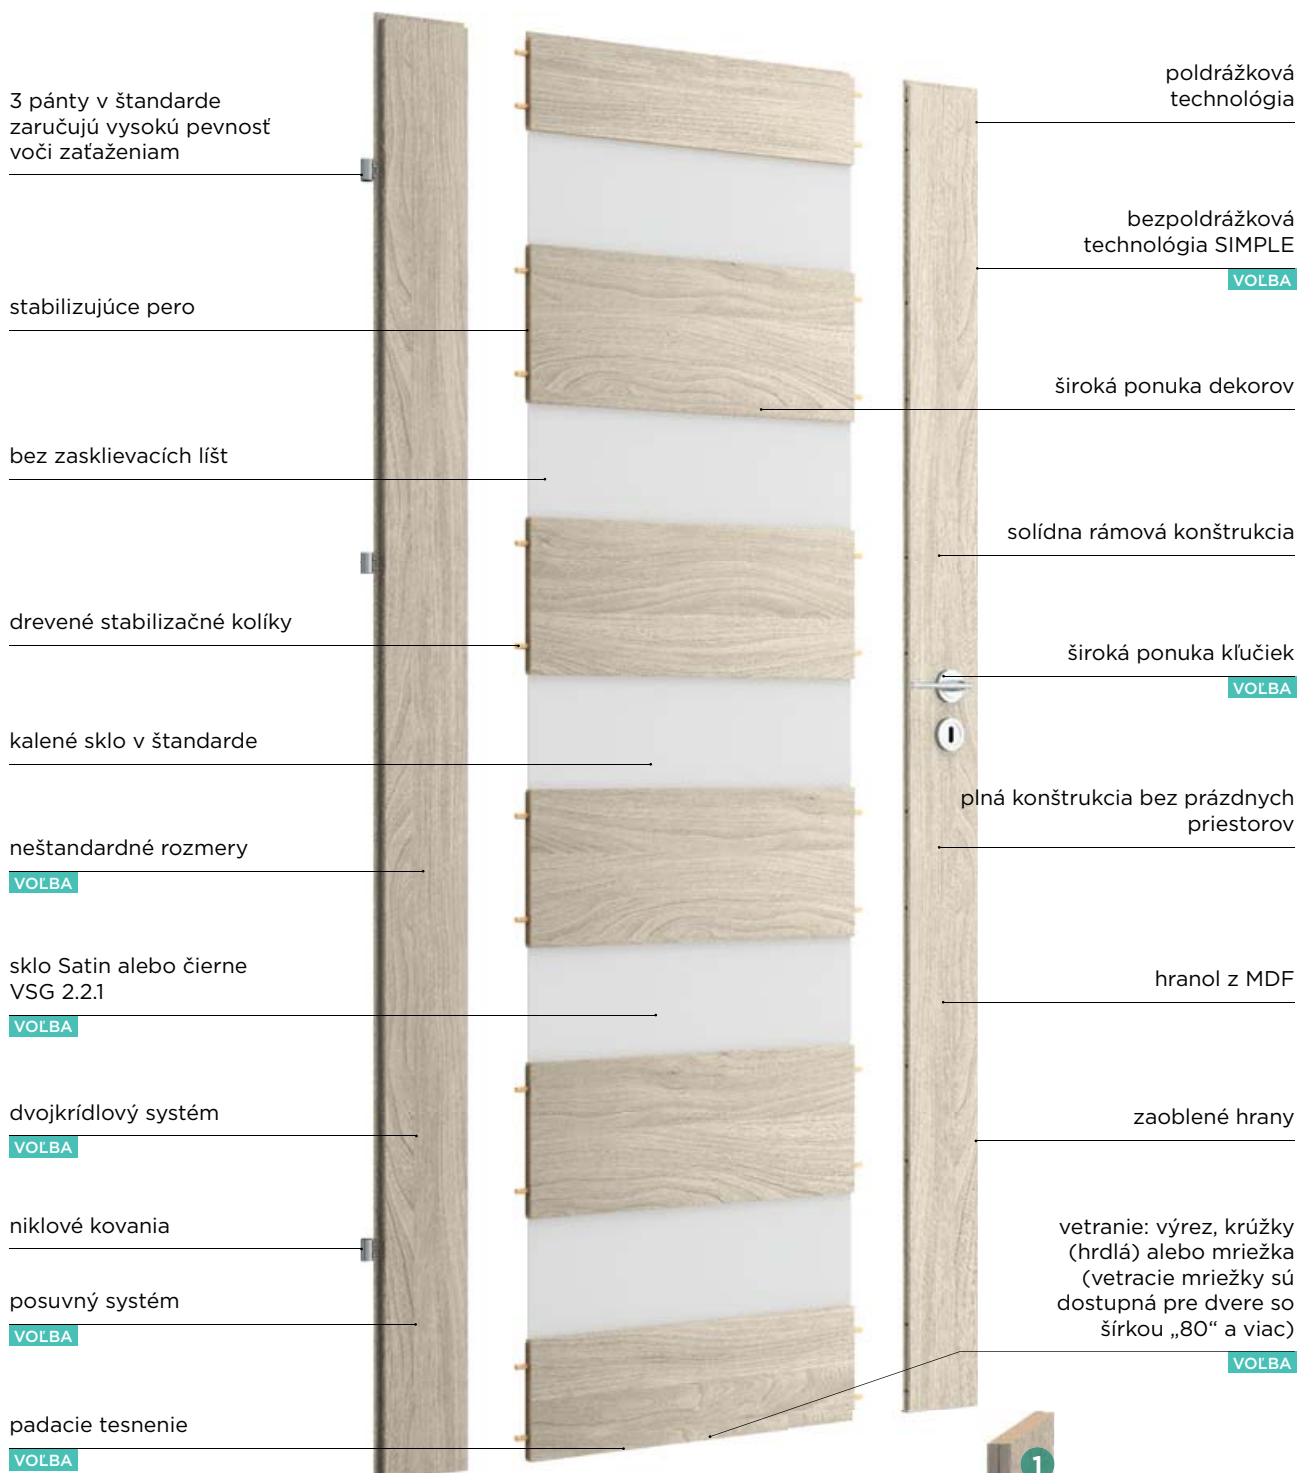 3 pánty v štandarde
zaručujú vysokú pevnosť
voči zaťaženiam
stabilizujúce pero
bez zasklievacích líšt
drevené stabilizačné kolíky
kalené sklo v štandarde
neštandardné rozmery
VOĽBA
sklo Satin alebo čierne
VSG 2.2.1
VOĽBA
dvojkrídlový systém
VOĽBA
niklové kovania
posuvný systém
VOĽBA
padacie tesnenie
VOĽBA
poldrážková
technológia
bezpoldrážková
technológia SIMPLE
VOĽBA
široká ponuka dekorov
solídna rámová konštrukcia
široká ponuka kľučiek
VOĽBA
plná konštrukcia bez prázdnych
priestorov
hranol z MDF
zaoblené hrany
vetranie: výrez, krúžky
(hrdlá) alebo mriežka
(vetracie mriežky sú
dostupná pre dvere so
šírkou „80“ a viac)
VOĽBA
1